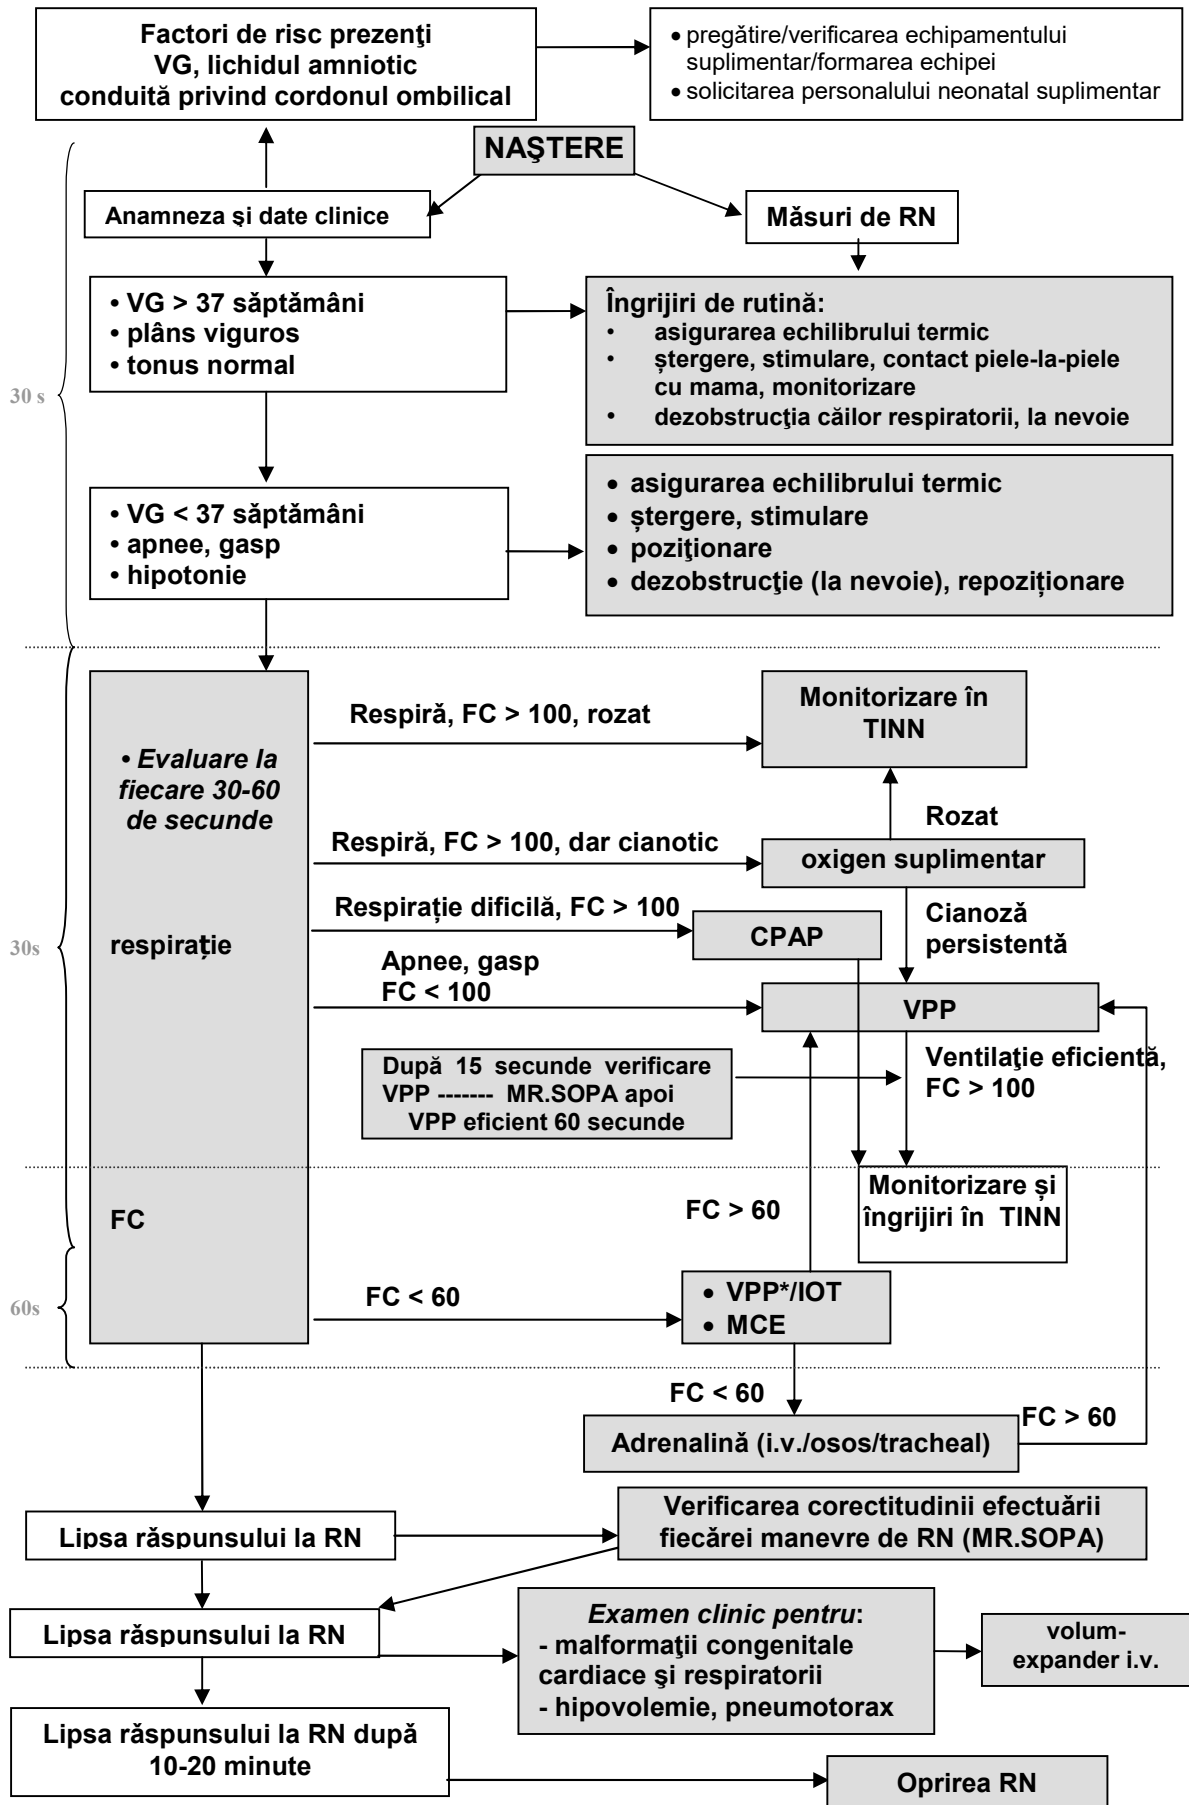 Factori de risc prezenţi
VG, lichidul amniotic
conduită privind cordonul ombilical
• pregătire/verificarea echipamentului
suplimentar/formarea echipei
• solicitarea personalului neonatal suplimentar
NAŞTERE
Anamneza şi date clinice
Măsuri de RN
30 s
• VG > 37 săptămâni
• plâns viguros
• tonus normal
Îngrijiri de rutină:
• asigurarea echilibrului termic
• ștergere, stimulare, contact piele-la-piele
cu mama, monitorizare
• dezobstrucţia căilor respiratorii, la nevoie
• VG < 37 săptămâni
• apnee, gasp
• hipotonie
• asigurarea echilibrului termic
• ștergere, stimulare
• poziţionare
• dezobstrucţie (la nevoie), repoziționare
30s
• Evaluare la
fiecare 30-60
de secunde
respirație
FC
Respiră, FC > 100, rozat
Monitorizare în
TINN
Rozat
Respiră, FC > 100, dar cianotic
oxigen suplimentar
Respirație dificilă, FC > 100
CPAP
Cianoză
persistentă
Apnee, gasp
FC < 100
VPP
După 15 secunde verificare
VPP ------- MR.SOPA apoi
VPP eficient 60 secunde
Ventilaţie eficientă,
FC > 100
Monitorizare și
îngrijiri în TINN
FC > 60
60s
FC < 60
• VPP*/IOT
• MCE
FC < 60
FC > 60
Adrenalină (i.v./osos/tracheal)
Lipsa răspunsului la RN
Verificarea corectitudinii efectuării
fiecărei manevre de RN (MR.SOPA)
Lipsa răspunsului la RN
Examen clinic pentru:
- malformaţii congenitale
cardiace şi respiratorii
- hipovolemie, pneumotorax
volum-
expander i.v.
Lipsa răspunsului la RN după
10-20 minute
Oprirea RN